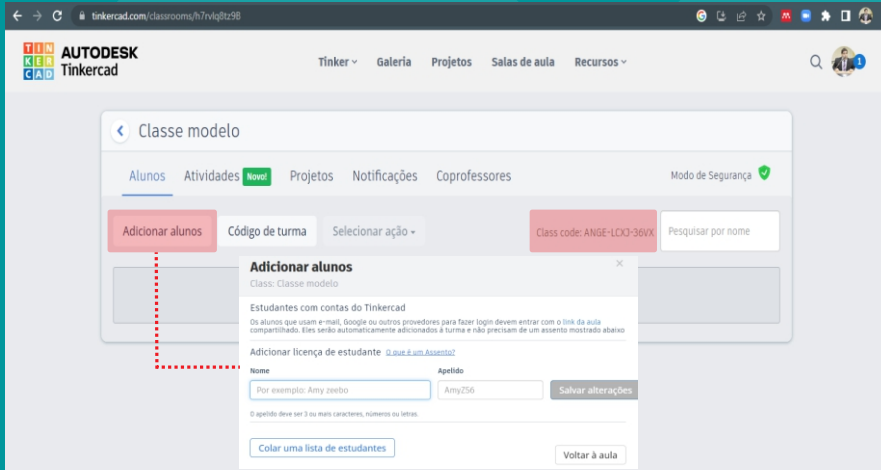 tinkercad.com/classrooms/h7rvlq8tz98
TIN
KER
CAD
AUTODESK
Tinkercad
Tinker Galeria Projetos Salas de aula Recursos
1
Classe modelo
Alunos Atividades Novo! Projetos Notificações Coprofessores Modo de Segurança
Adicionar alunos Código de turma Selecionar ação Class code: ANGE-LCXJ-36VX Pesquisar por nome
Adicionar alunos
Class: Classe modelo
Estudantes com contas do Tinkercad
Os alunos que usam e-mail, Google ou outros provedores para fazer login devem entrar com o link da aula
compartilhado. Eles serão automaticamente adicionados à turma e não precisam de um assento mostrado abaixo
Adicionar licença de estudante O que é um Assento?
Nome Apelido
Por exemplo: Amy zeebo AmyZ56 Salvar alterações
O apelido deve ser 3 ou mais caracteres, números ou letras.
Colar uma lista de estudantes
Voltar à aula